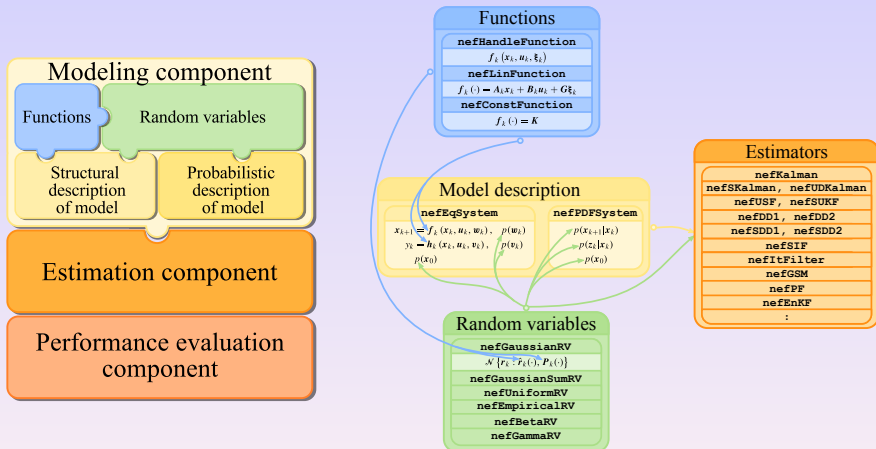 Modeling component
Functions
Random variables
Structural
description
of model
Probabilistic
description
of model
Estimation component
Performance evaluation
component
Functions
nefHandleFunction
f_k (x_k, u_k, ξ_k)
nefLinFunction
f_k (·) = A_k x_k + B_k u_k + Gξ_k
nefConstFunction
f_k (·) = K
Model description
nefEqSystem
x_{k+1} = f_k (x_k, u_k, w_k), p(w_k)
y_k = h_k (x_k, u_k, v_k), p(v_k)
p(x_0)
nefPDFSystem
p(x_{k+1}|x_k)
p(z_k|x_k)
p(x_0)
Random variables
nefGaussianRV
𝒩 {r_k : r̂_k(·), P_k(·)}
nefGaussianSumRV
nefUniformRV
nefEmpiricalRV
nefBetaRV
nefGammaRV
Estimators
nefKalman
nefSKalman, nefUDKalman
nefUSF, nefSUKF
nefDD1, nefDD2
nefSDD1, nefSDD2
nefSIF
nefItFilter
nefGSM
nefPF
nefEnKF
: